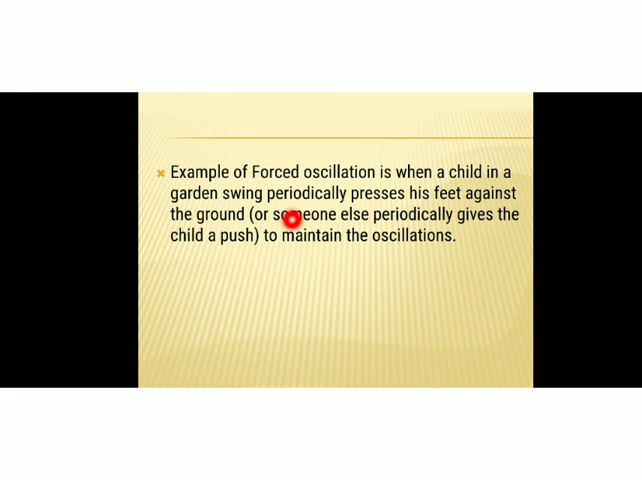 Example of Forced oscillation is when a child in a
garden swing periodically presses his feet against
the ground (or someone else periodically gives the
child a push) to maintain the oscillations.